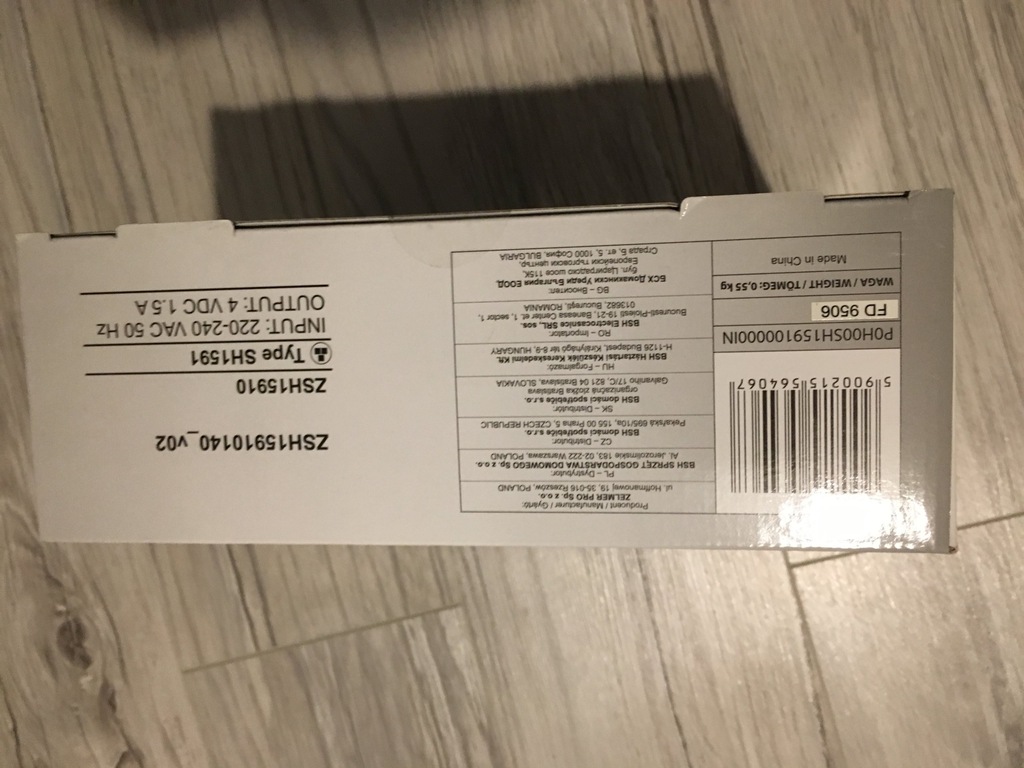 Producent / Manufacturer / Gyártó:
ZELMER PRO Sp. z o.o.
ul. Hoffmanowej 19, 35-016 Rzeszów, POLAND
PL – Dystrybutor:
BSH SPRZĘT GOSPODARSTWA DOMOWEGO Sp. z o.o.
Al. Jerozolimskie 183, 02-222 Warszawa, POLAND
CZ – Distributor:
BSH domácí spotřebiče s.r.o.
Pekařská 695/10a, 155 00 Praha 5, CZECH REPUBLIC
SK – Distributor:
BSH domáci spotřebiče s.r.o.
organizačná zložka Bratislava
Galvaniho 17/C, 821 04 Bratislava, SLOVAKIA
HU – Forgalmazó:
BSH Háztartási Készülék Kereskedelmi Kft.
H-1126 Budapest, Királyhágó tér 8-9, HUNGARY
RO – Importator:
BSH Electrocasnice SRL. sos.
Bucuresti-Ploiesti 19-21, Baneasa Center et. 1, sector 1,
013682, Bucureşti, ROMANIA
BG – Вносител:
БСХ Домакински Уреди България ЕООД
бул. Цариградско шосе 115К,
Европейски търговски център,
Сграда Б, ет. 5, 1000 София, BULGARIA
5 900215 564067
P0H00SH159100000IN
FD 9506
WAGA / WEIGHT / TÖMEG: 0,55 kg
Made in China
ZSH15910140_v02
ZSH15910
Type SH1591
INPUT: 220-240 VAC 50 Hz
OUTPUT: 4 VDC 1.5 A